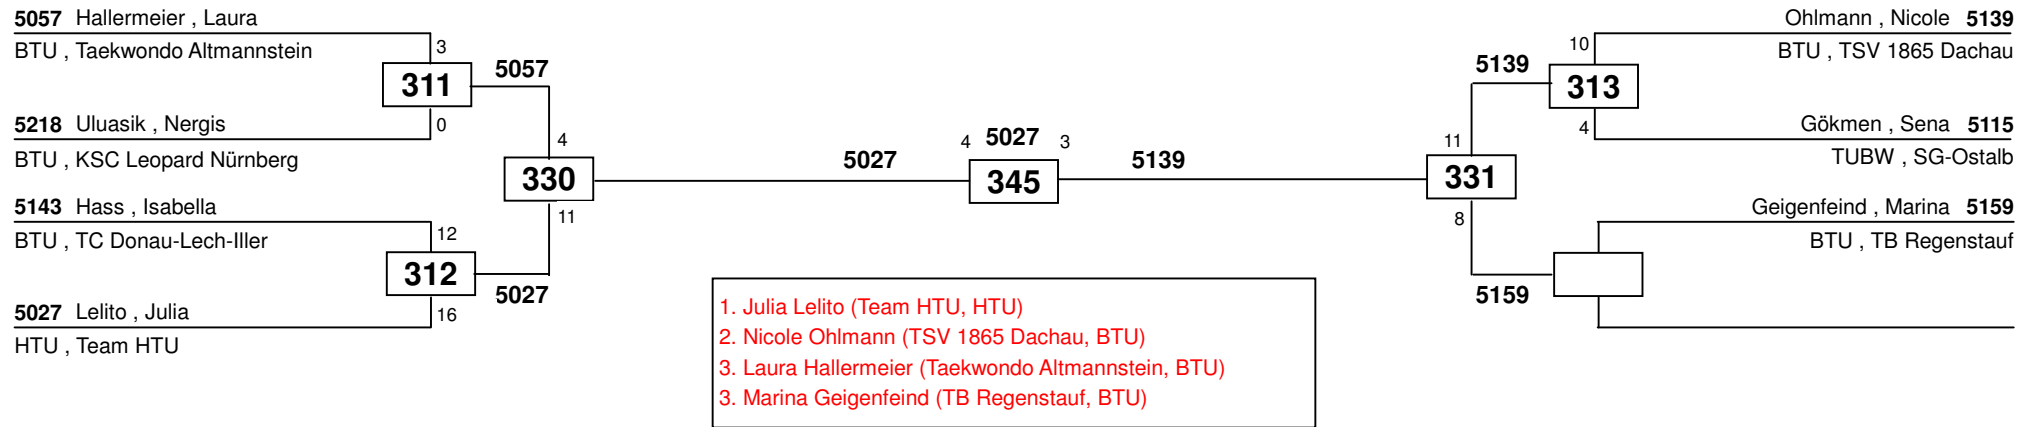 5057 Hallermeier , Laura
BTU , Taekwondo Altmannstein
3
311
5057
0
5218 Uluasik , Nergis
BTU , KSC Leopard Nürnberg
4
330
11
5143 Hass , Isabella
BTU , TC Donau-Lech-Iller
12
312
5027
16
5027 Lelito , Julia
HTU , Team HTU
5027
4 5027 3
345
5139
Ohlmann , Nicole 5139
BTU , TSV 1865 Dachau
10
5139
313
4
Gökmen , Sena 5115
TUBW , SG-Ostalb
11
331
8
Geigenfeind , Marina 5159
BTU , TB Regenstauf
5159
1. Julia Lelito (Team HTU, HTU)
2. Nicole Ohlmann (TSV 1865 Dachau, BTU)
3. Laura Hallermeier (Taekwondo Altmannstein, BTU)
3. Marina Geigenfeind (TB Regenstauf, BTU)